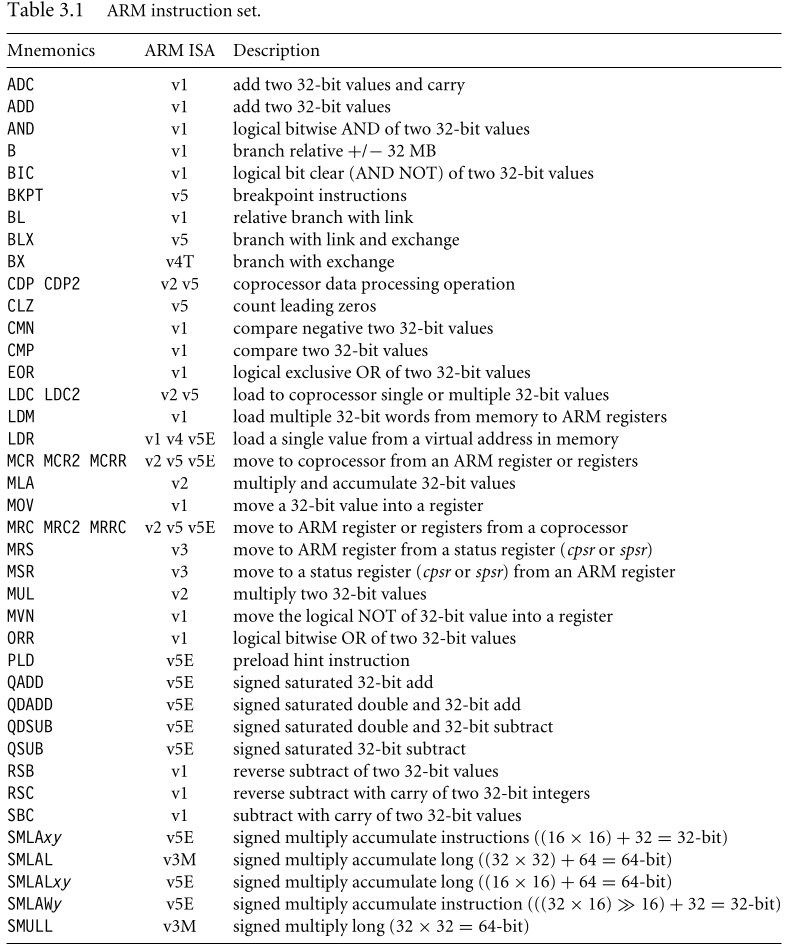 Table 3.1 ARM instruction set.
Mnemonics ARM ISA Description
ADC v1 add two 32-bit values and carry
ADD v1 add two 32-bit values
AND v1 logical bitwise AND of two 32-bit values
B v1 branch relative +/− 32 MB
BIC v1 logical bit clear (AND NOT) of two 32-bit values
BKPT v5 breakpoint instructions
BL v1 relative branch with link
BLX v5 branch with link and exchange
BX v4T branch with exchange
CDP CDP2 v2 v5 coprocessor data processing operation
CLZ v5 count leading zeros
CMN v1 compare negative two 32-bit values
CMP v1 compare two 32-bit values
EOR v1 logical exclusive OR of two 32-bit values
LDC LDC2 v2 v5 load to coprocessor single or multiple 32-bit values
LDM v1 load multiple 32-bit words from memory to ARM registers
LDR v1 v4 v5E load a single value from a virtual address in memory
MCR MCR2 MCRR v2 v5 v5E move to coprocessor from an ARM register or registers
MLA v2 multiply and accumulate 32-bit values
MOV v1 move a 32-bit value into a register
MRC MRC2 MRRC v2 v5 v5E move to ARM register or registers from a coprocessor
MRS v3 move to ARM register from a status register (cpsr or spsr)
MSR v3 move to a status register (cpsr or spsr) from an ARM register
MUL v2 multiply two 32-bit values
MVN v1 move the logical NOT of 32-bit value into a register
ORR v1 logical bitwise OR of two 32-bit values
PLD v5E preload hint instruction
QADD v5E signed saturated 32-bit add
QDADD v5E signed saturated double and 32-bit add
QDSUB v5E signed saturated double and 32-bit subtract
QSUB v5E signed saturated 32-bit subtract
RSB v1 reverse subtract of two 32-bit values
RSC v1 reverse subtract with carry of two 32-bit integers
SBC v1 subtract with carry of two 32-bit values
SMLAxy v5E signed multiply accumulate instructions ((16 × 16) + 32 = 32-bit)
SMLAL v3M signed multiply accumulate long ((32 × 32) + 64 = 64-bit)
SMLALxy v5E signed multiply accumulate long ((16 × 16) + 64 = 64-bit)
SMLAWy v5E signed multiply accumulate instruction (((32 × 16) ≫ 16) + 32 = 32-bit)
SMULL v3M signed multiply long (32 × 32 = 64-bit)